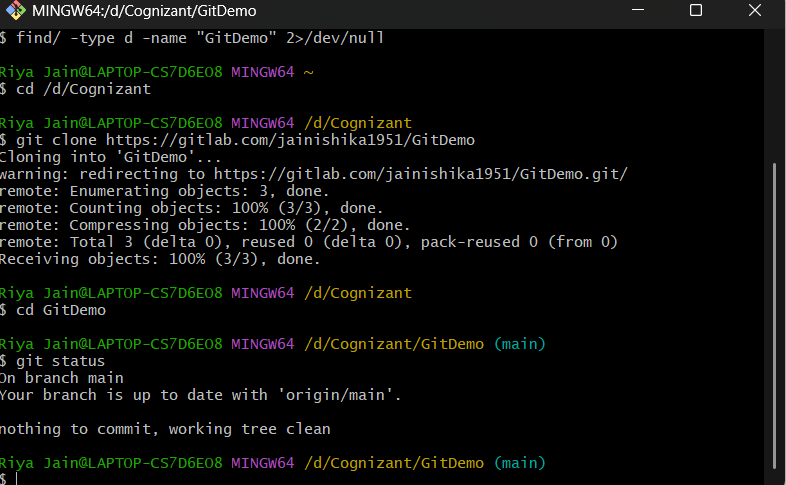 MINGW64:/d/Cognizant/GitDemo
$ find/ -type d -name "GitDemo" 2>/dev/null
Riya Jain@LAPTOP-CS7D6EO8 MINGW64 ~
$ cd /d/Cognizant
Riya Jain@LAPTOP-CS7D6EO8 MINGW64 /d/Cognizant
$ git clone https://gitlab.com/jainishika1951/GitDemo
Cloning into 'GitDemo'...
warning: redirecting to https://gitlab.com/jainishika1951/GitDemo.git/
remote: Enumerating objects: 3, done.
remote: Counting objects: 100% (3/3), done.
remote: Compressing objects: 100% (2/2), done.
remote: Total 3 (delta 0), reused 0 (delta 0), pack-reused 0 (from 0)
Receiving objects: 100% (3/3), done.
Riya Jain@LAPTOP-CS7D6EO8 MINGW64 /d/Cognizant
$ cd GitDemo
Riya Jain@LAPTOP-CS7D6EO8 MINGW64 /d/Cognizant/GitDemo (main)
$ git status
On branch main
Your branch is up to date with 'origin/main'.
nothing to commit, working tree clean
Riya Jain@LAPTOP-CS7D6EO8 MINGW64 /d/Cognizant/GitDemo (main)
$